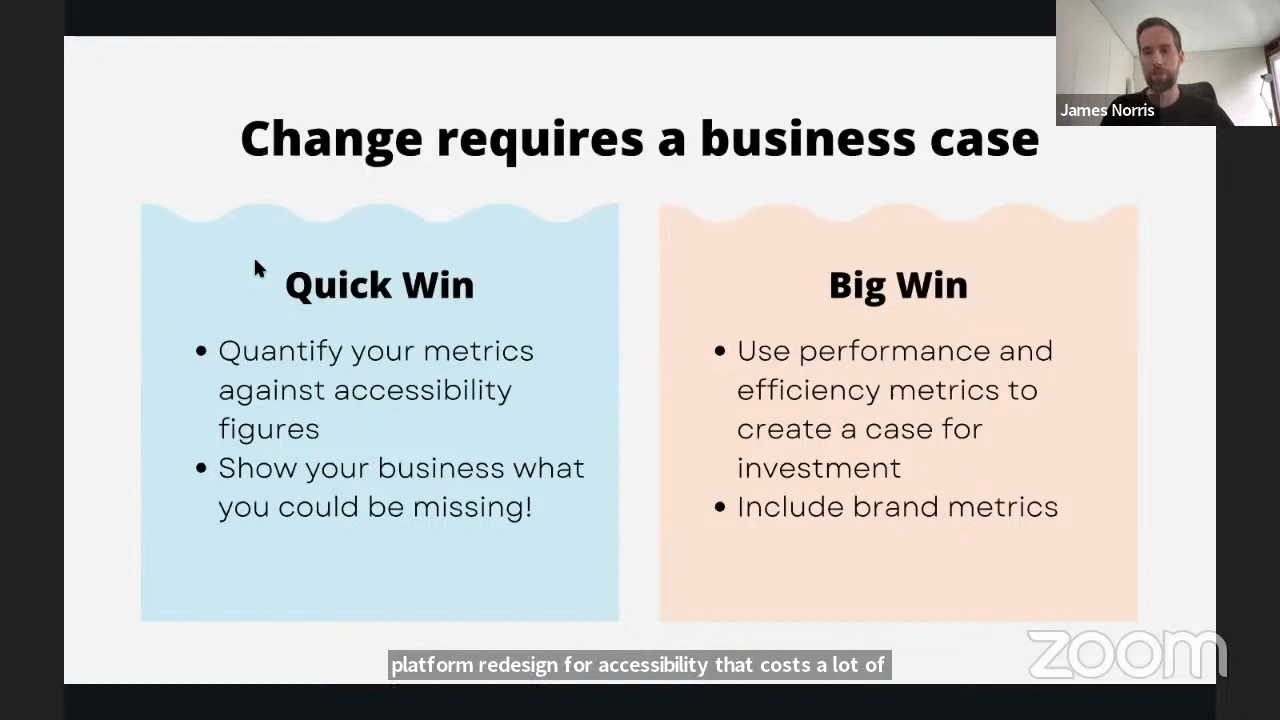 James Norris
Change requires a business case
Quick Win
• Quantify your metrics
against accessibility
figures
• Show your business what
you could be missing!
Big Win
• Use performance and
efficiency metrics to
create a case for
investment
• Include brand metrics
platform redesign for accessibility that costs a lot of
zoom